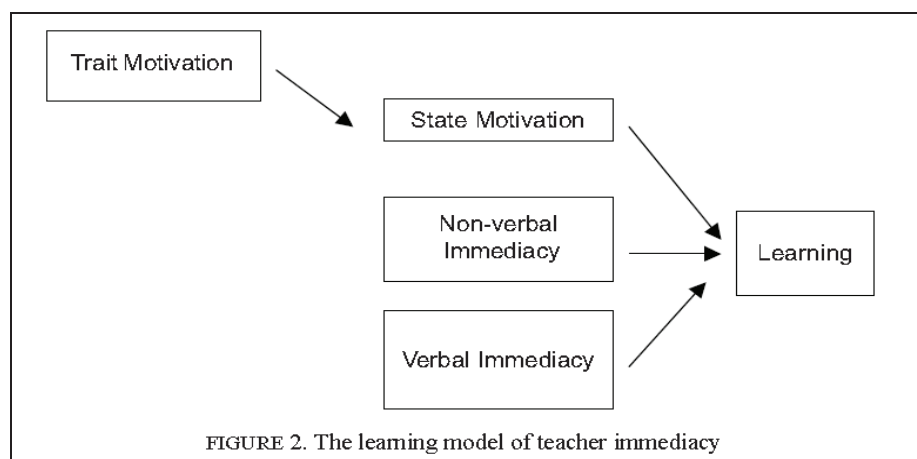 Trait Motivation
State Motivation
Non-verbal
Immediacy
Learning
Verbal Immediacy
FIGURE 2. The learning model of teacher immediacy